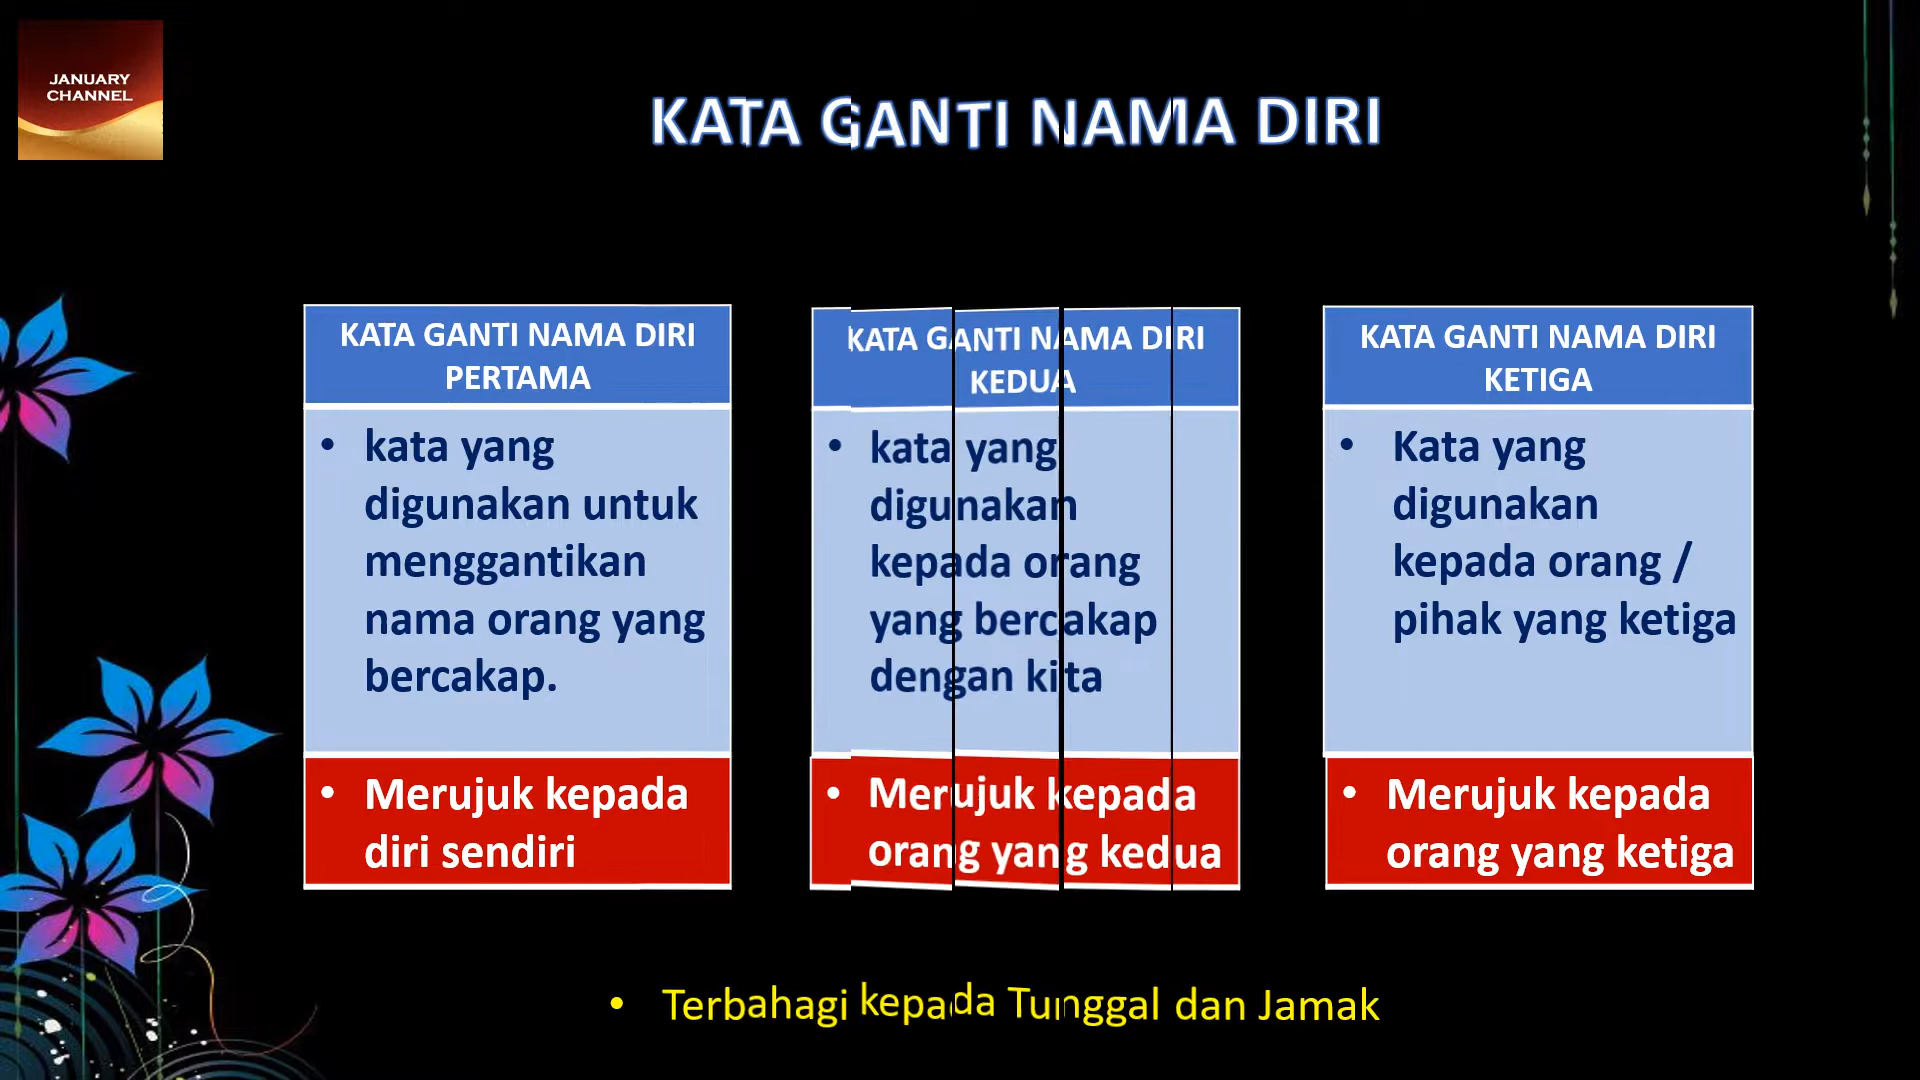 JANUARY
CHANNEL
KATA GANTI NAMA DIRI
KATA GANTI NAMA DIRI
PERTAMA
• kata yang
digunakan untuk
menggantikan
nama orang yang
bercakap.
• Merujuk kepada
diri sendiri
KATA GANTI NAMA DIRI
KEDUA
• kata yang
digunakan
kepada orang
yang bercakap
dengan kita
• Merujuk kepada
orang yang kedua
KATA GANTI NAMA DIRI
KETIGA
• Kata yang
digunakan
kepada orang /
pihak yang ketiga
• Merujuk kepada
orang yang ketiga
• Terbahagi kepada Tunggal dan Jamak